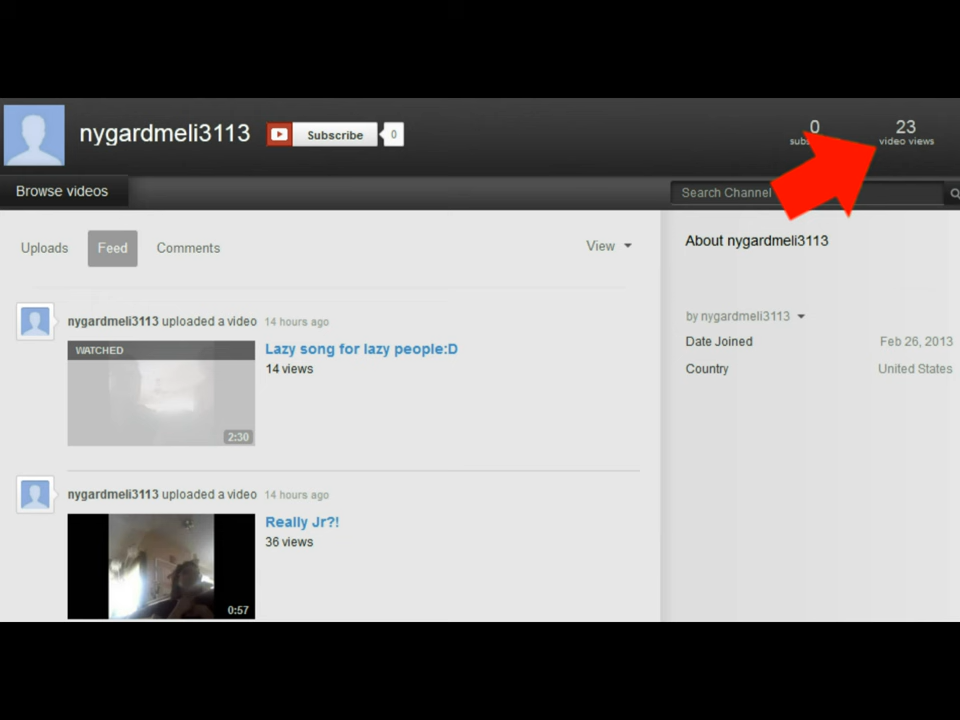 nygardmeli3113
Subscribe
0
0
23
subs
video views
Browse videos
Search Channel
Uploads
Feed
Comments
View
About nygardmeli3113
by nygardmeli3113
Date Joined
Feb 26, 2013
Country
United States
nygardmeli3113 uploaded a video 14 hours ago
WATCHED
2:30
Lazy song for lazy people:D
14 views
nygardmeli3113 uploaded a video 14 hours ago
0:57
Really Jr?!
36 views